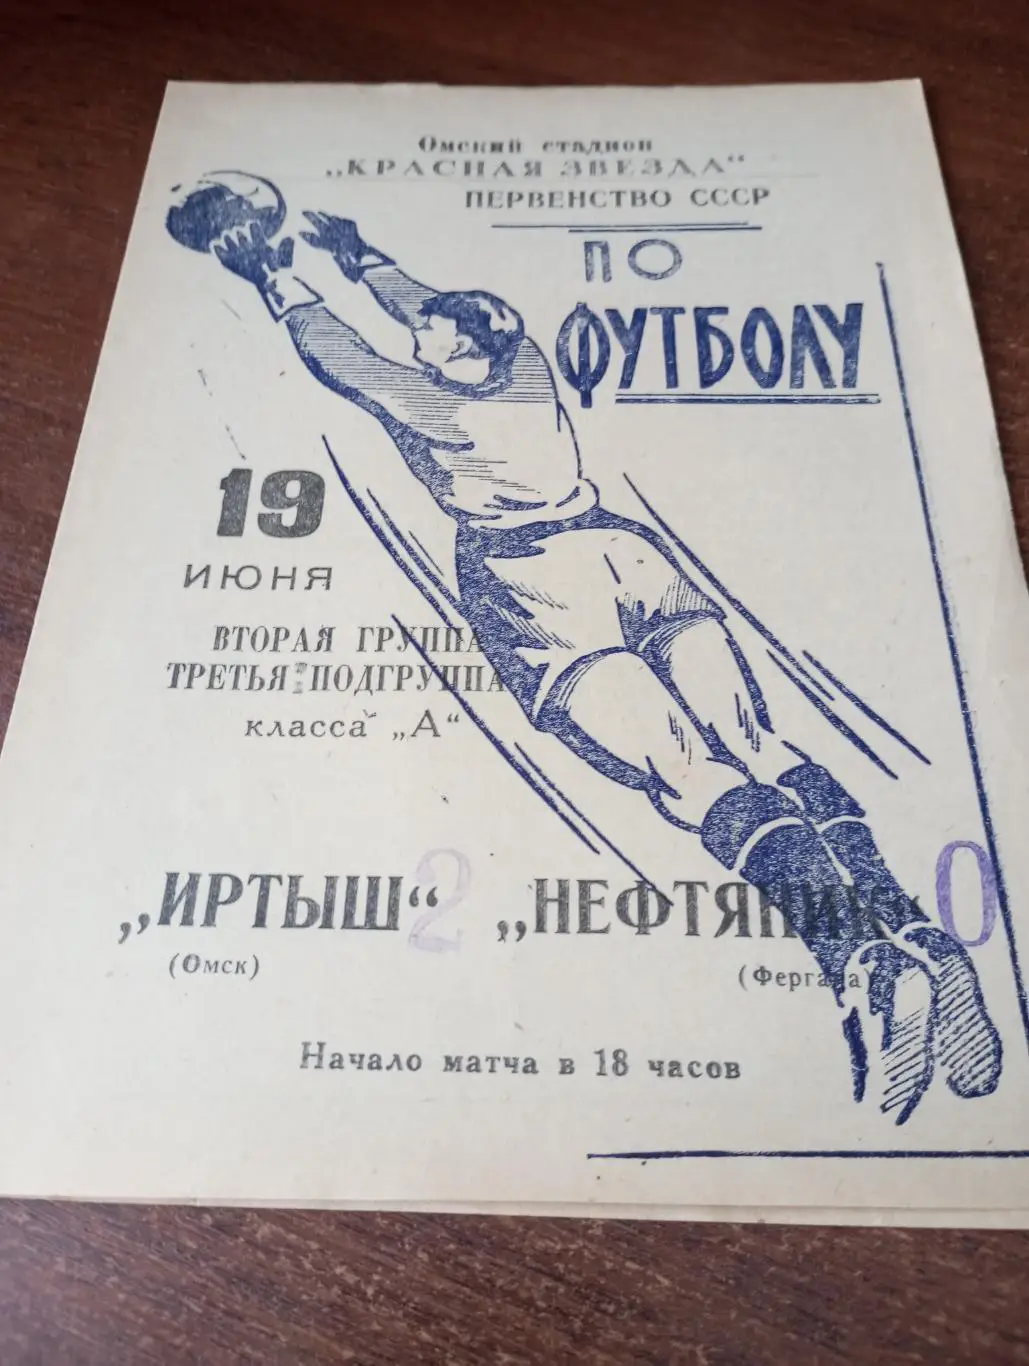 Омский стадион
„КРАСНАЯ ЗВЕЗДА“
ПЕРВЕНСТВО СССР
ПО
ФУТБОЛУ
19
ИЮНЯ
ВТОРАЯ ГРУППА
ТРЕТЬЯ ПОДГРУППА
класса „А“
„ИРТЫШ“ 2 „НЕФТЯНИК“ 0
(Омск) (Фергана)
Начало матча в 18 часов